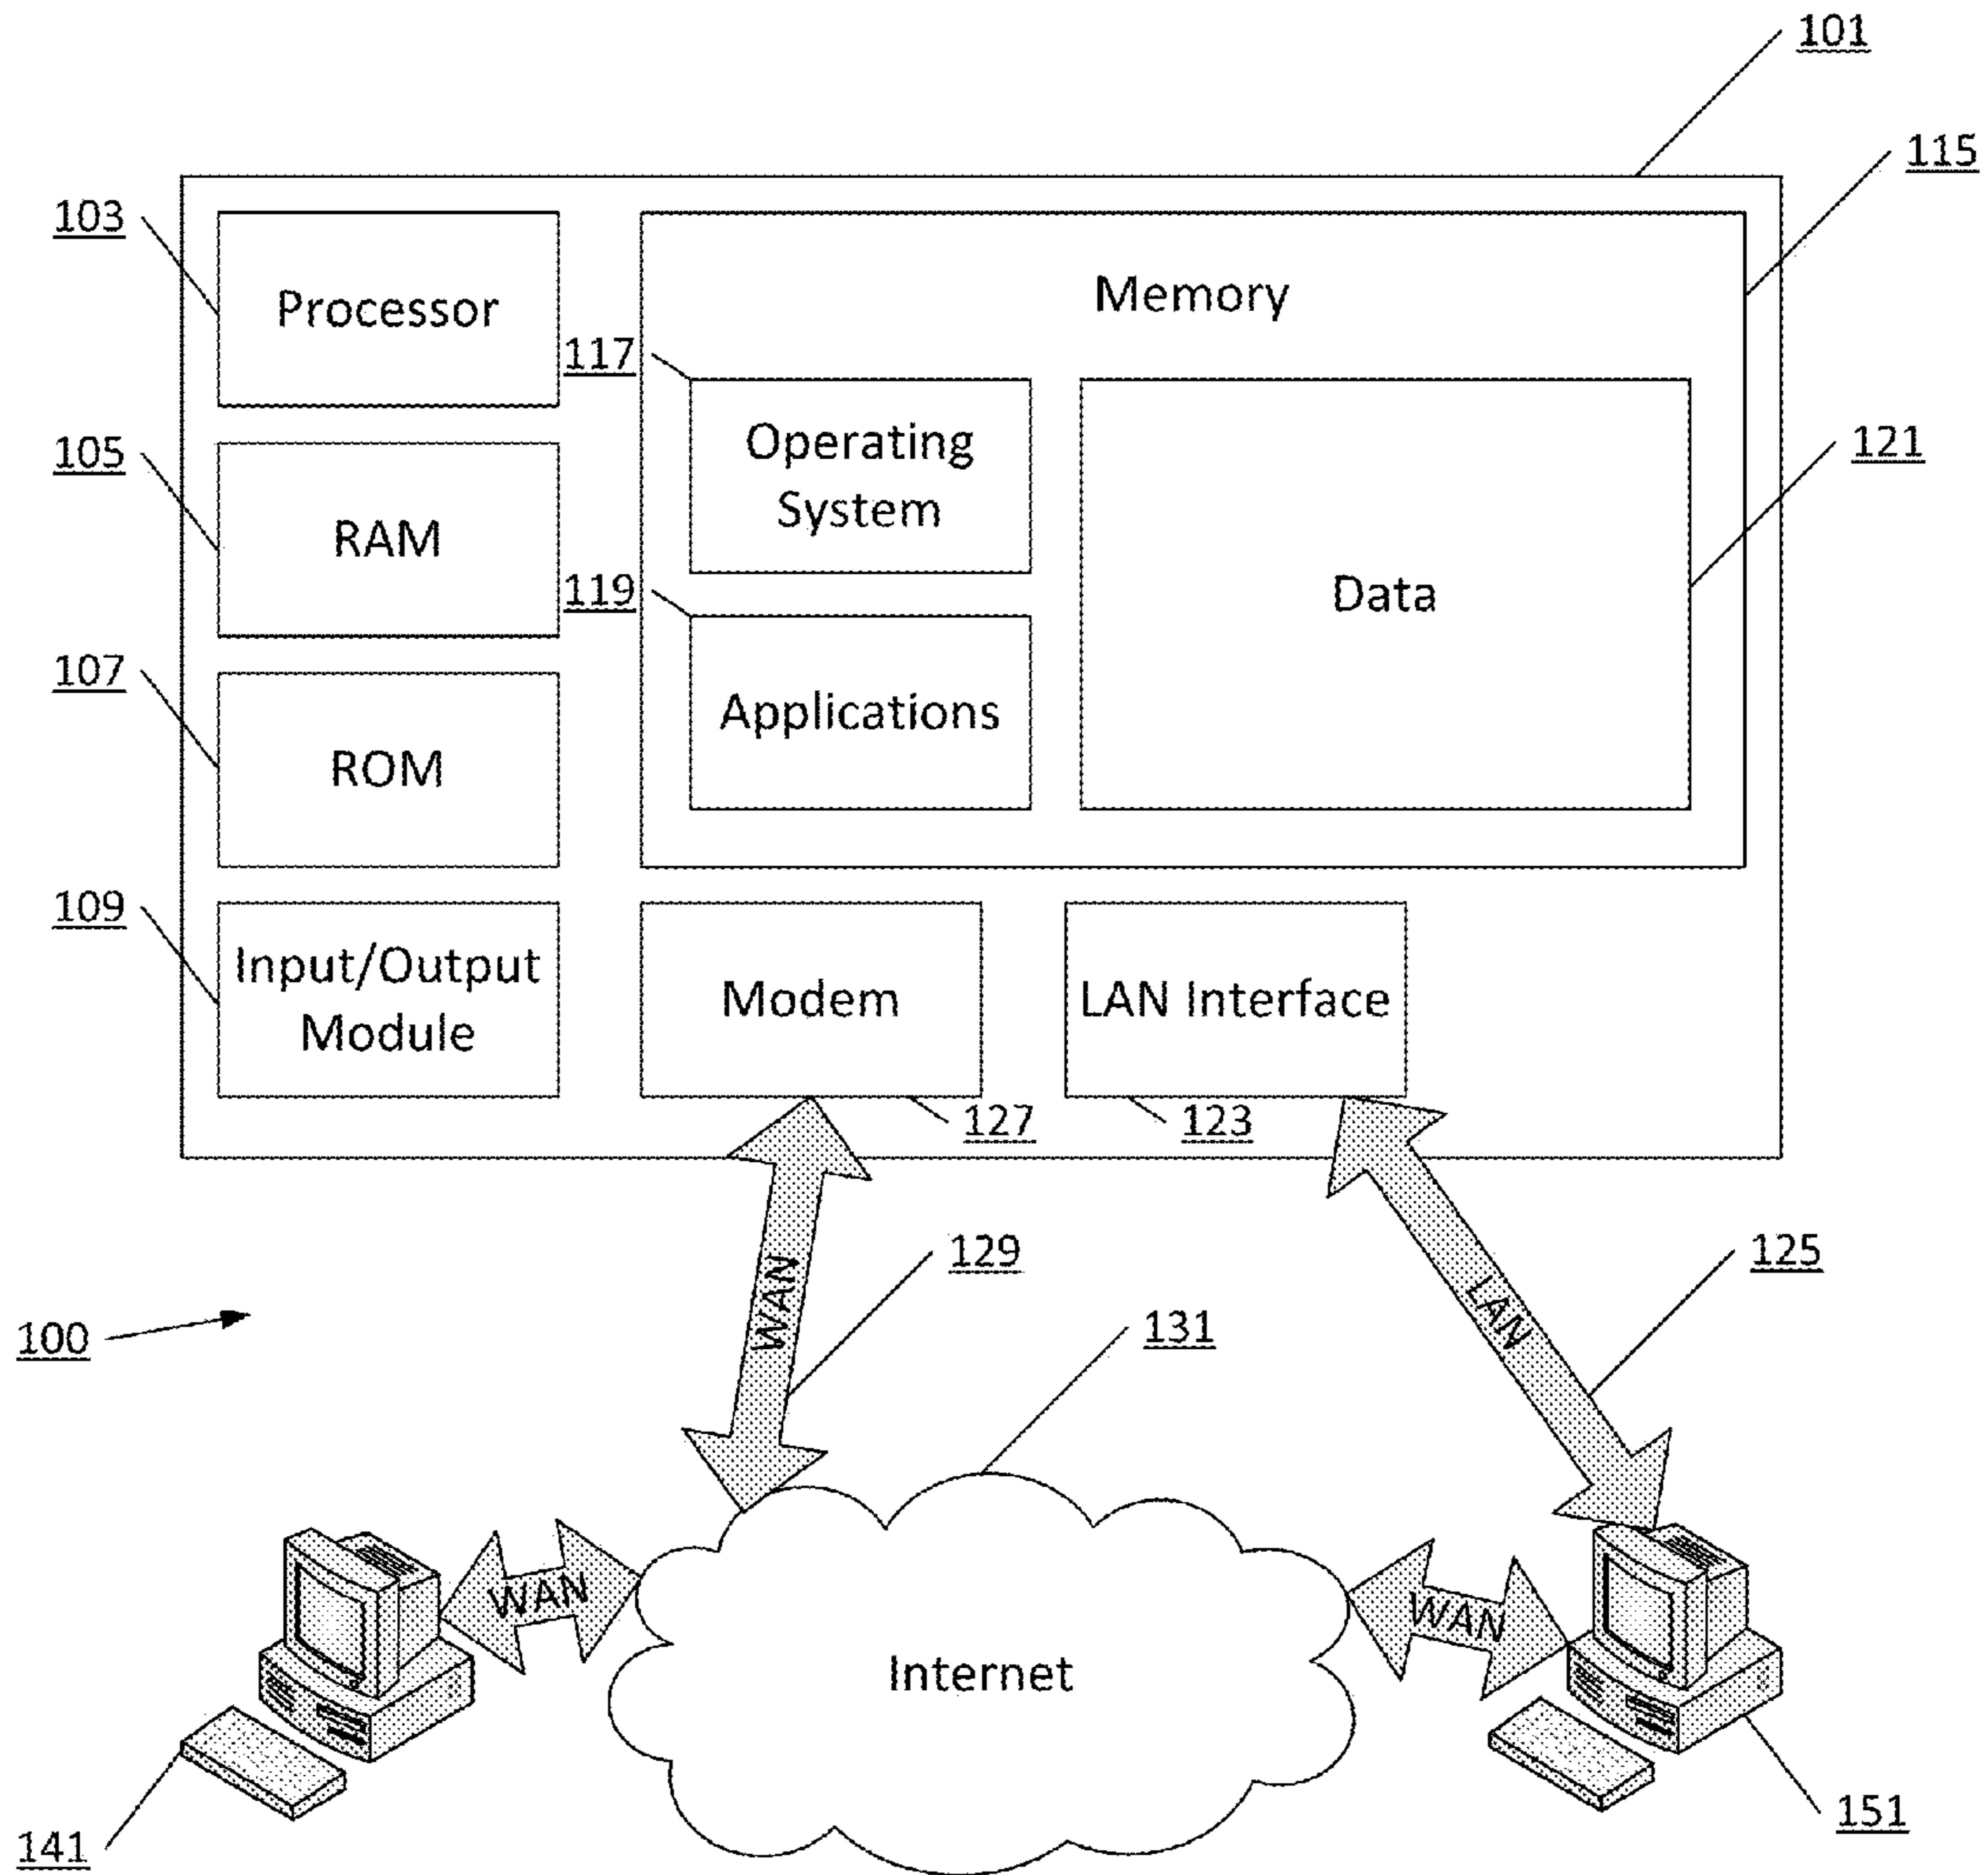 101
115
103
Processor
Memory
117
Operating
System
121
105
RAM
119
Data
107
Applications
ROM
109
Input/Output
Module
Modem
LAN Interface
127
123
WAN
129
LAN
125
100
131
WAN
WAN
Internet
141
151